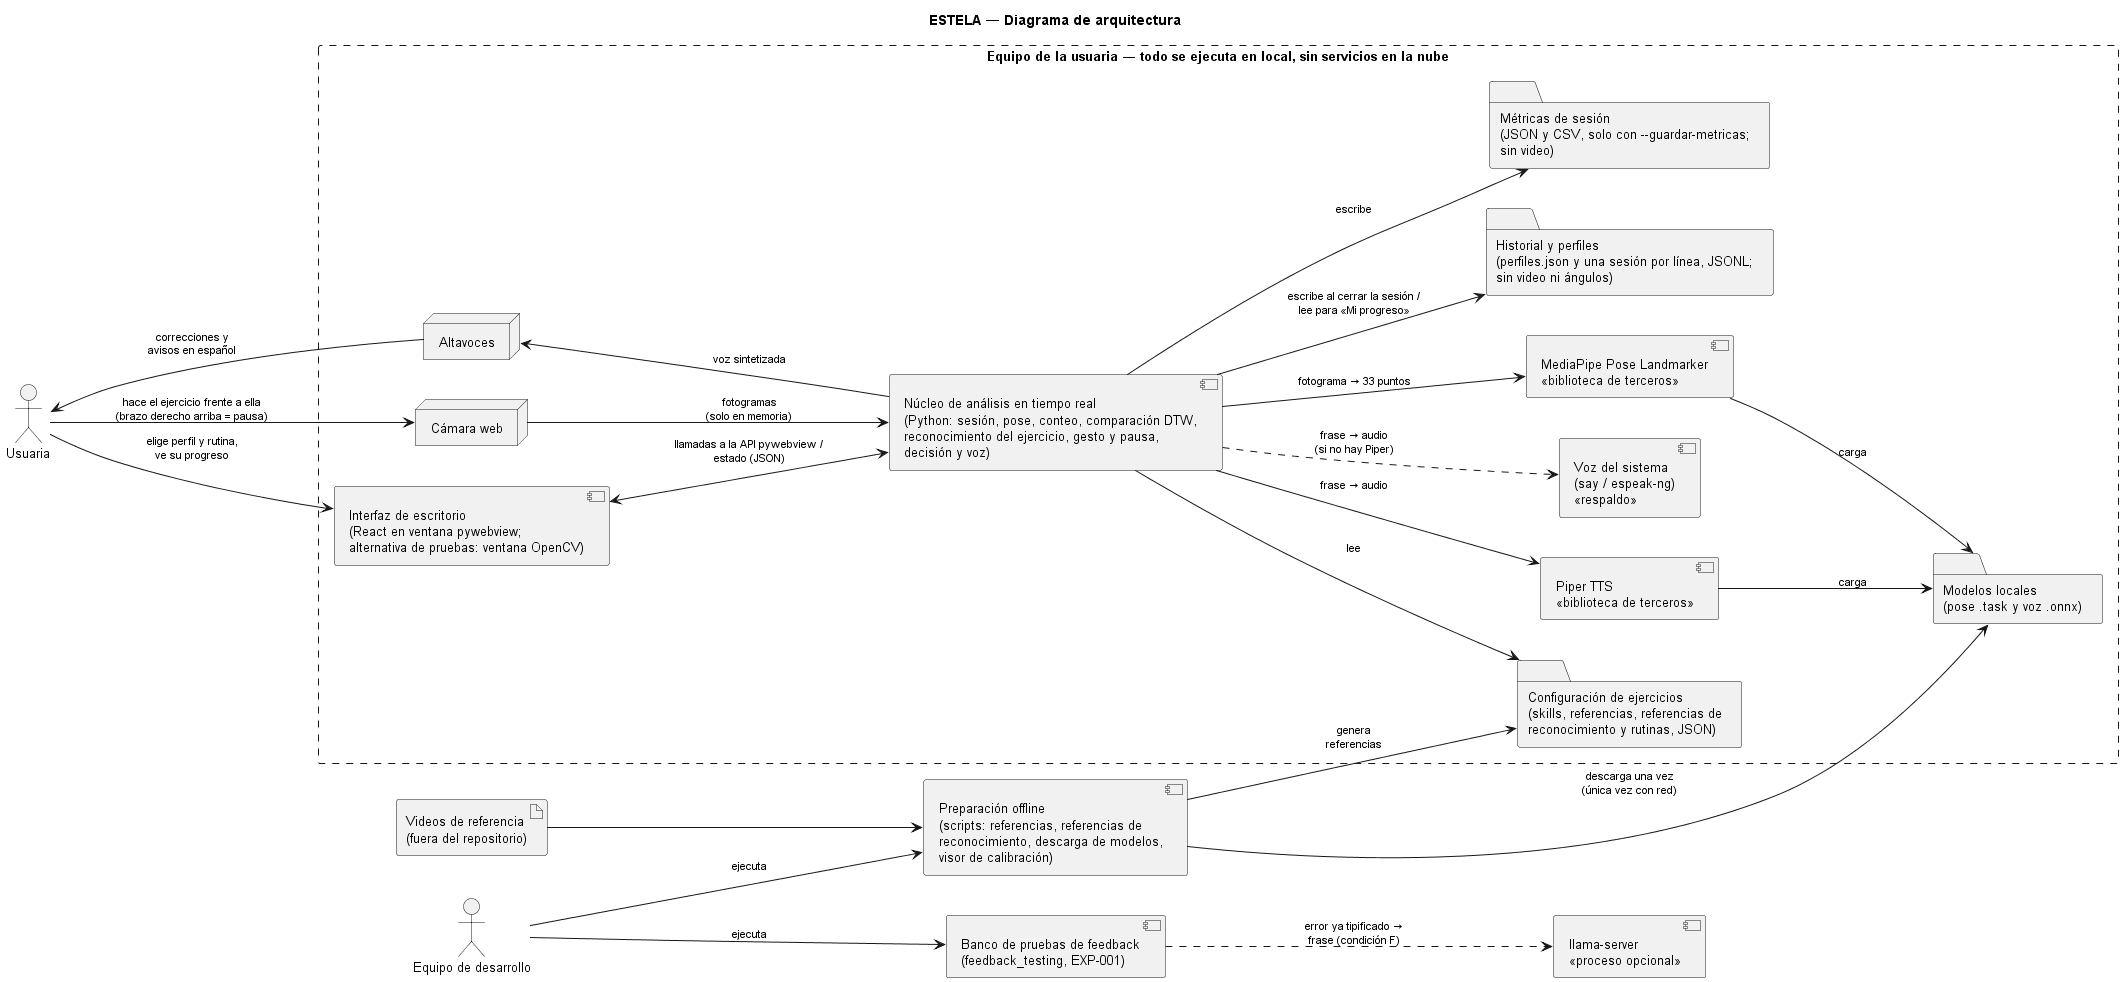 ESTELA — Diagrama de arquitectura
Equipo de la usuaria — todo se ejecuta en local, sin servicios en la nube
Métricas de sesión
(JSON y CSV, solo con --guardar-metricas;
sin video)
escribe
Historial y perfiles
(perfiles.json y una sesión por línea, JSONL;
sin video ni ángulos)
escribe al cerrar la sesión /
lee para «Mi progreso»
Altavoces
correcciones y
avisos en español
voz sintetizada
MediaPipe Pose Landmarker
«biblioteca de terceros»
fotograma → 33 puntos
Usuaria
hace el ejercicio frente a ella
(brazo derecho arriba = pausa)
Cámara web
fotogramas
(solo en memoria)
Núcleo de análisis en tiempo real
(Python: sesión, pose, conteo, comparación DTW,
reconocimiento del ejercicio, gesto y pausa,
decisión y voz)
elige perfil y rutina,
ve su progreso
llamadas a la API pywebview /
estado (JSON)
frase → audio
(si no hay Piper)
Voz del sistema
(say / espeak-ng)
«respaldo»
carga
Interfaz de escritorio
(React en ventana pywebview;
alternativa de pruebas: ventana OpenCV)
frase → audio
lee
Piper TTS
«biblioteca de terceros»
carga
Modelos locales
(pose .task y voz .onnx)
Configuración de ejercicios
(skills, referencias, referencias de
reconocimiento y rutinas, JSON)
genera
referencias
descarga una vez
(única vez con red)
Videos de referencia
(fuera del repositorio)
Preparación offline
(scripts: referencias, referencias de
reconocimiento, descarga de modelos,
visor de calibración)
ejecuta
Equipo de desarrollo
ejecuta
Banco de pruebas de feedback
(feedback_testing, EXP-001)
error ya tipificado →
frase (condición F)
llama-server
«proceso opcional»